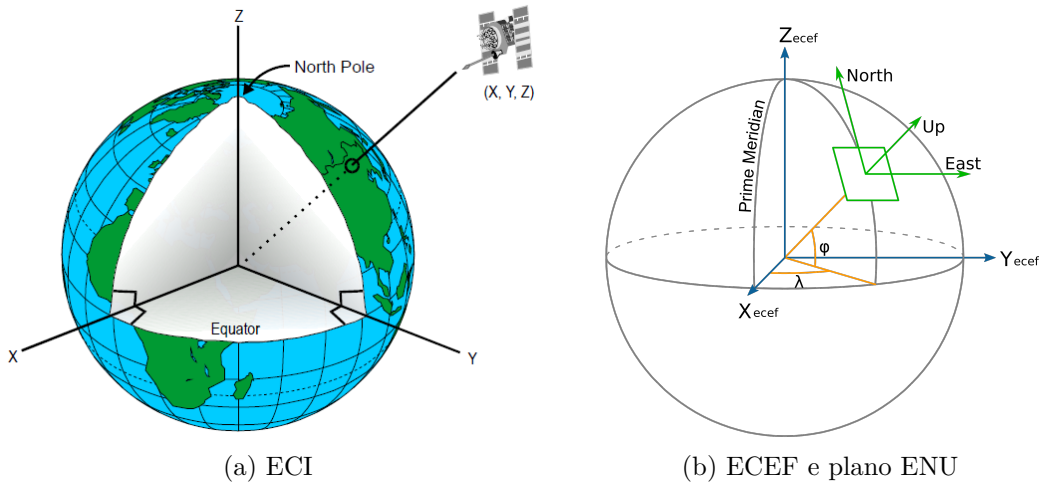 Z
North Pole
(X, Y, Z)
Equator
X
Y
(a) ECI
Zecef
North
Up
East
Prime Meridian
φ
λ
Yecef
Xecef
(b) ECEF e plano ENU